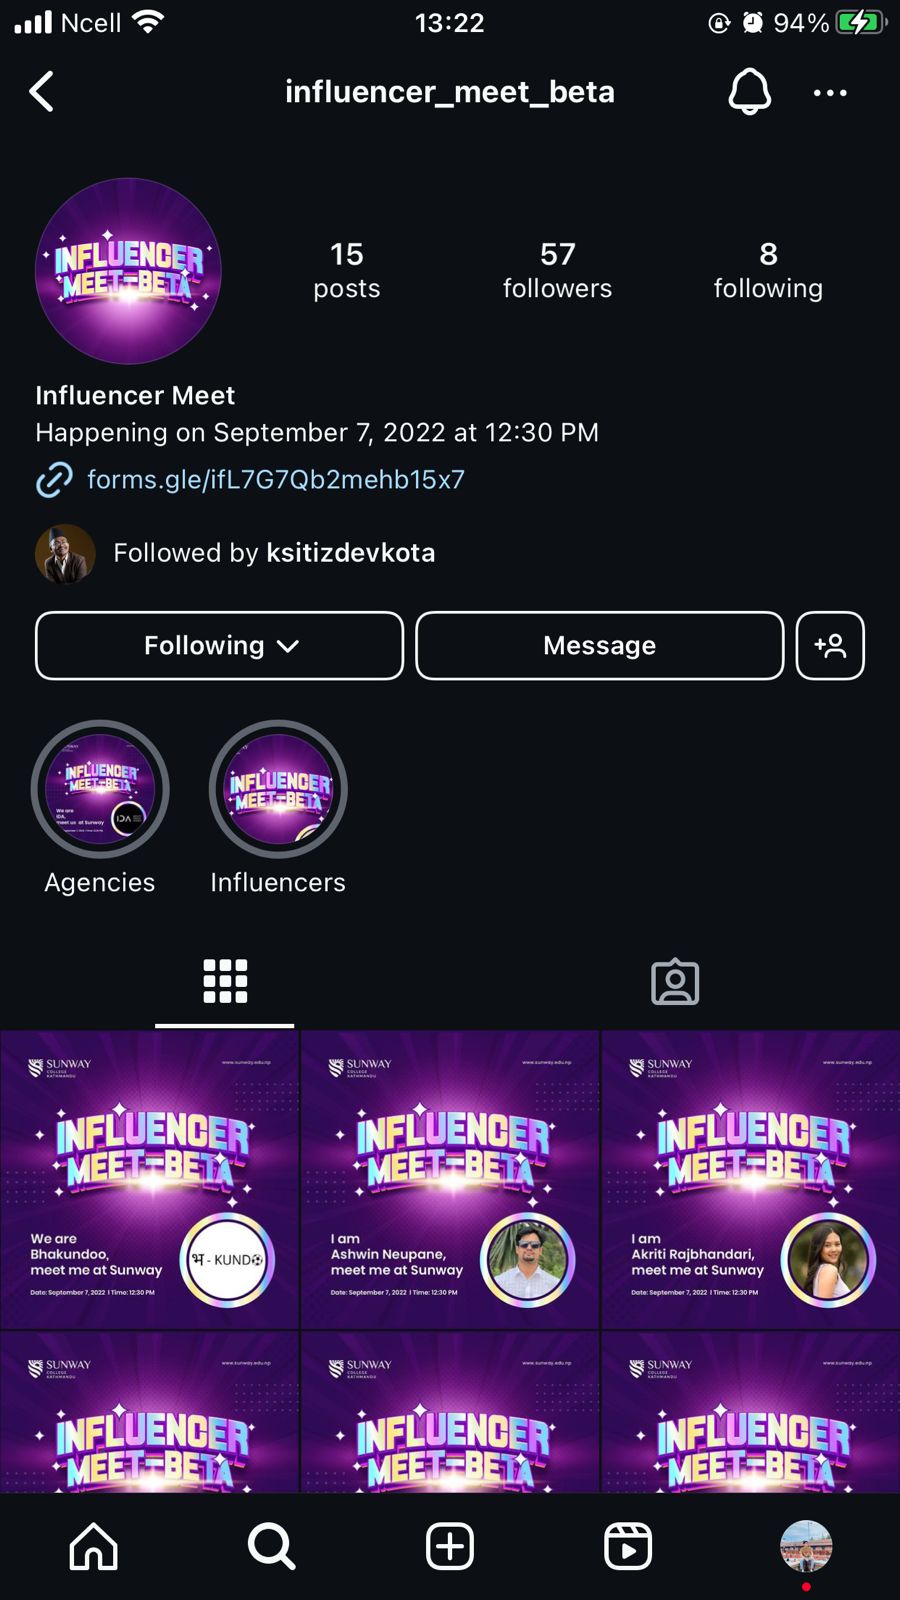 Ncell 13:22 94%
influencer_meet_beta
INFLUENCER
MEET-BETA
15 57 8
posts followers following
Influencer Meet
Happening on September 7, 2022 at 12:30 PM
forms.gle/ifL7G7Qb2mehb15x7
Followed by ksitizdevkota
Following Message
INFLUENCER
MEET-BETA
We are
IDA,
meet us at Sunway
IDA
INFLUENCER
MEET-BETA
Agencies Influencers
SUNWAY
COLLEGE
KATHMANDU
www.sunway.edu.np
INFLUENCER
MEET-BETA
We are
Bhakundoo,
meet me at Sunway
भ - KUND
Date: September 7, 2022 | Time: 12:30 PM
SUNWAY
COLLEGE
KATHMANDU
www.sunway.edu.np
INFLUENCER
MEET-BETA
I am
Ashwin Neupane,
meet me at Sunway
Date: September 7, 2022 | Time: 12:30 PM
SUNWAY
COLLEGE
KATHMANDU
www.sunway.edu.np
INFLUENCER
MEET-BETA
I am
Akriti Rajbhandari,
meet me at Sunway
Date: September 7, 2022 | Time: 12:30 PM
SUNWAY
COLLEGE
KATHMANDU
www.sunway.edu.np
INFLUENCER
MEET-BETA
SUNWAY
COLLEGE
KATHMANDU
www.sunway.edu.np
INFLUENCER
MEET-BETA
SUNWAY
COLLEGE
KATHMANDU
www.sunway.edu.np
INFLUENCER
MEET-BETA